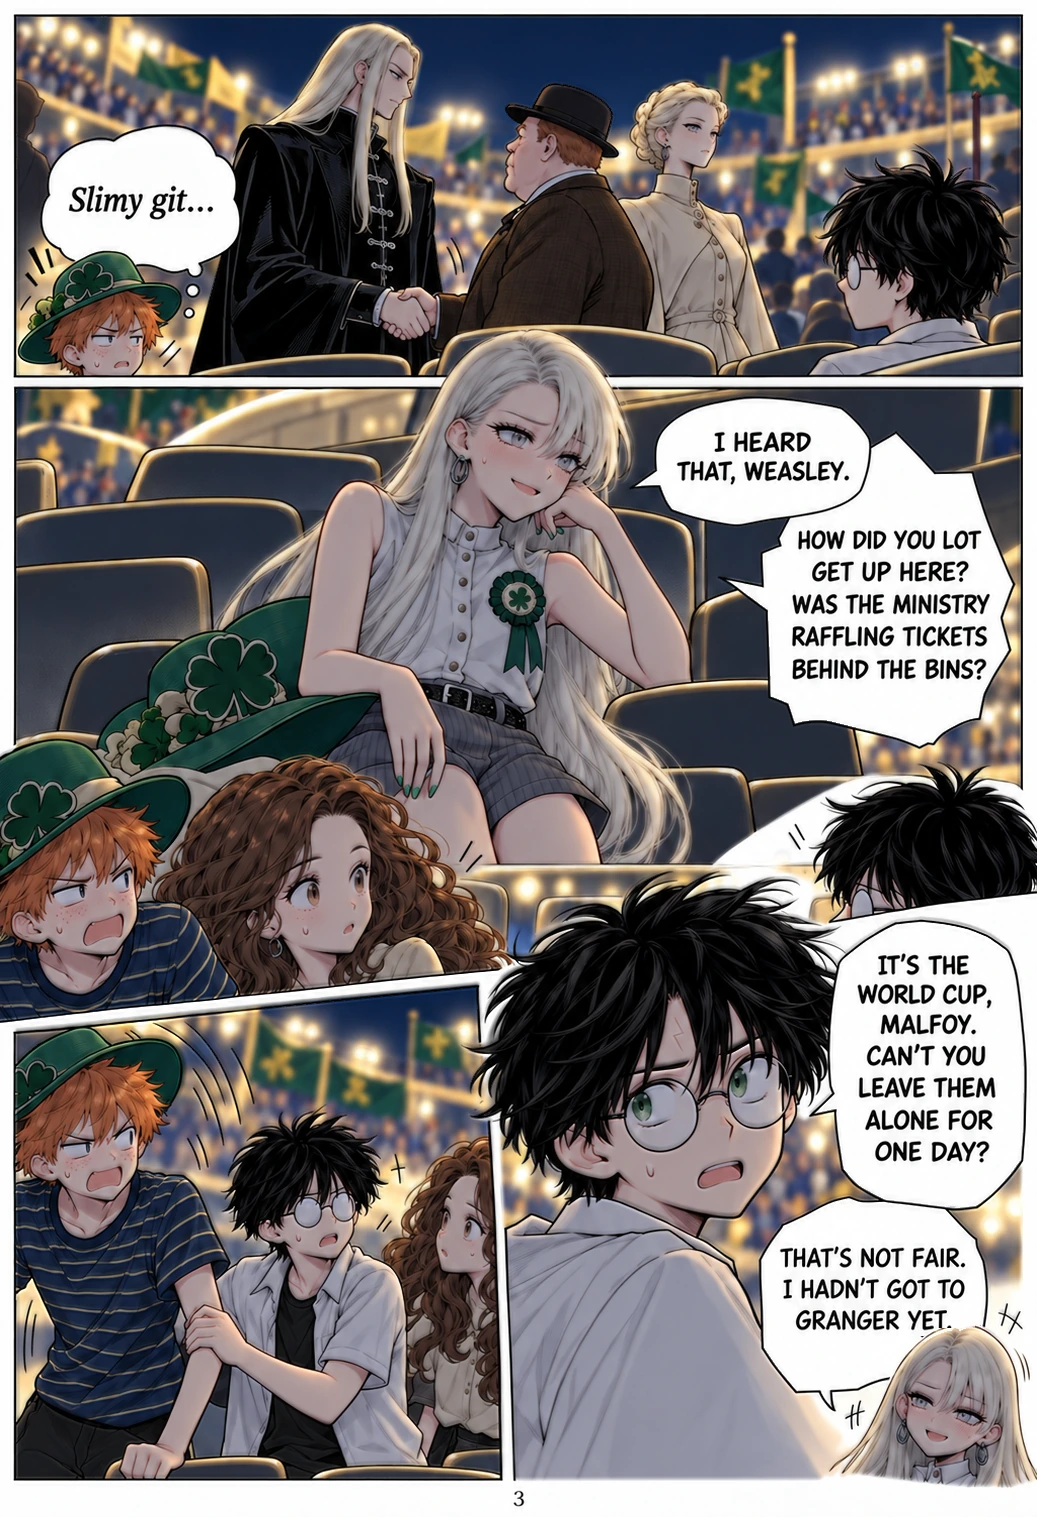 Slimy git...
I HEARD
THAT, WEASLEY.
HOW DID YOU LOT
GET UP HERE?
WAS THE MINISTRY
RAFFLING TICKETS
BEHIND THE BINS?
IT'S THE
WORLD CUP,
MALFOY.
CAN'T YOU
LEAVE THEM
ALONE FOR
ONE DAY?
THAT'S NOT FAIR.
I HADN'T GOT TO
GRANGER YET.
3